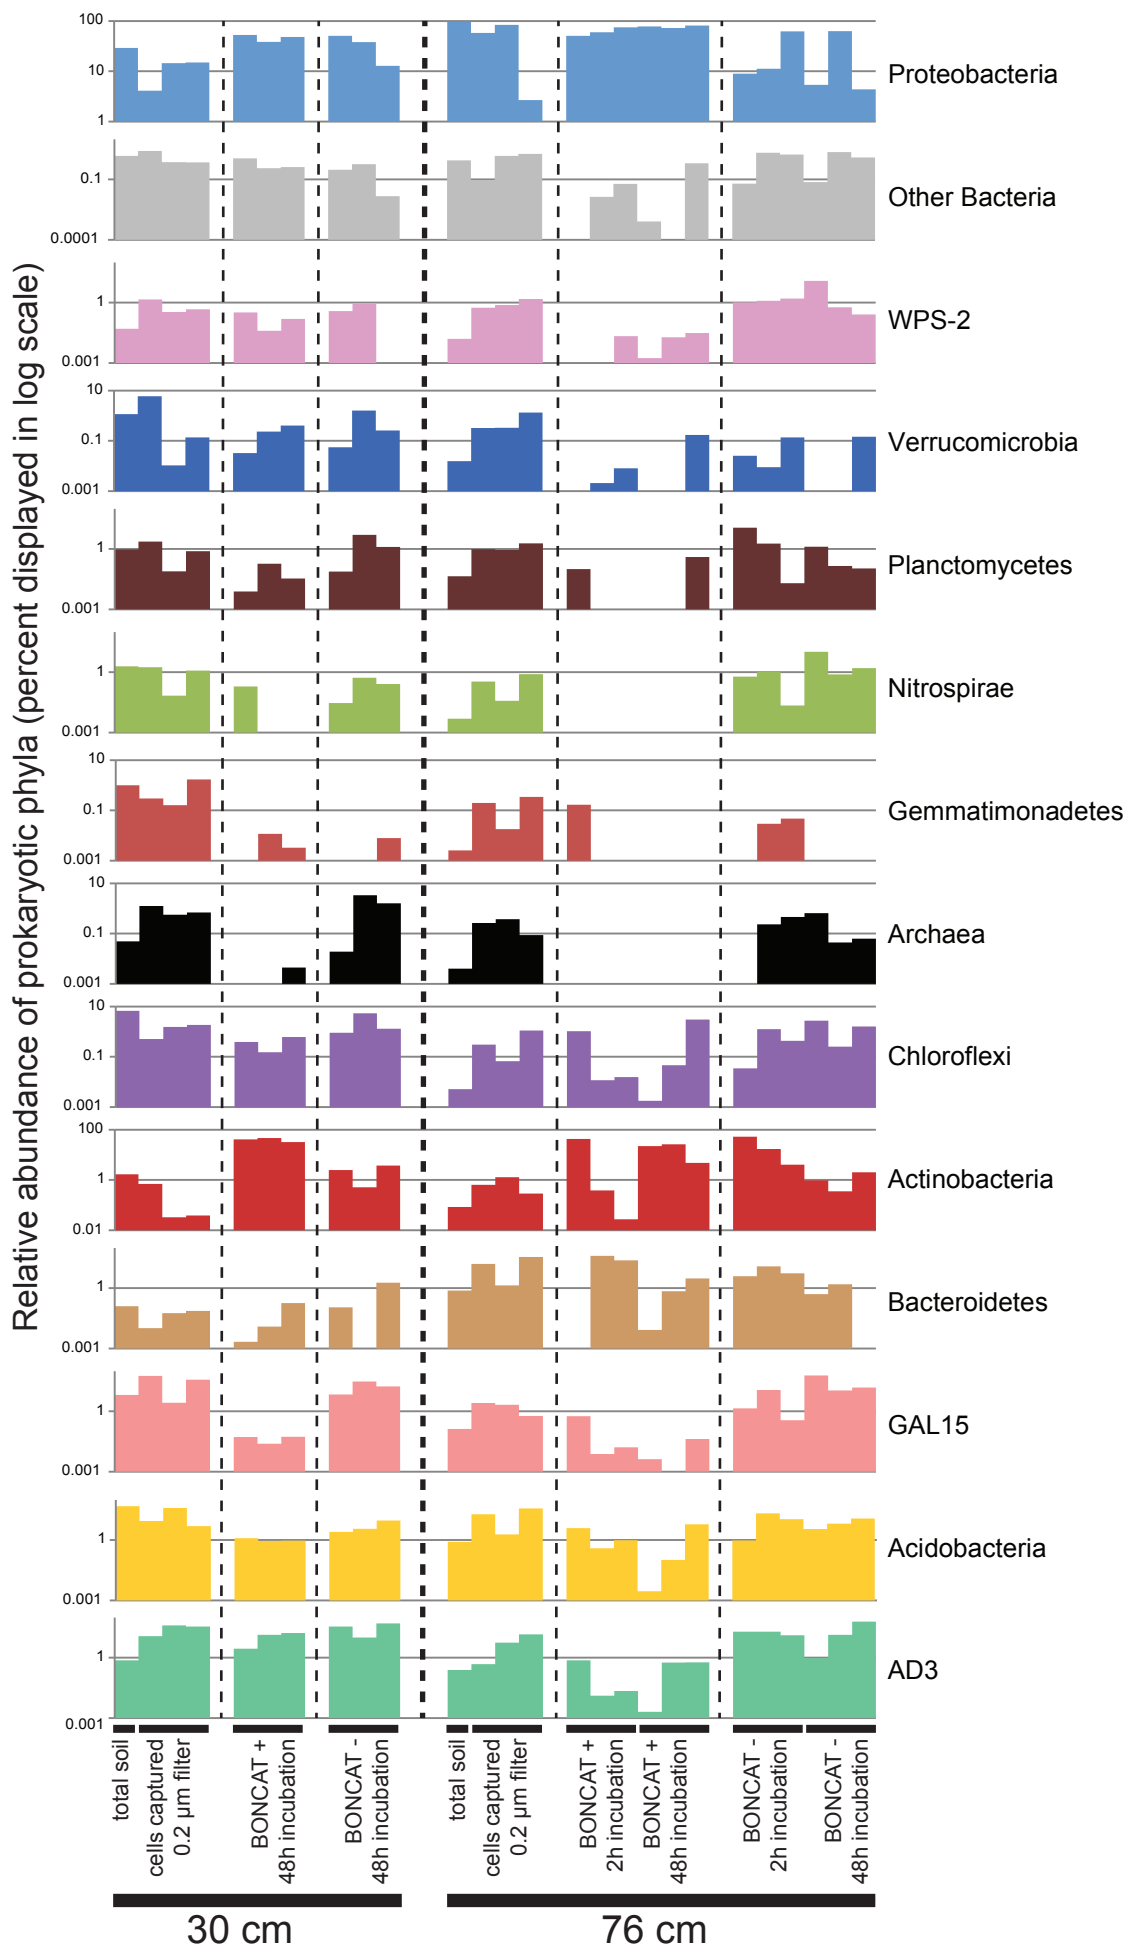 Relative abundance of prokaryotic phyla (percent displayed in log scale)
100
10
1
Proteobacteria
0.1
0.0001
Other Bacteria
1
0.001
WPS-2
10
0.1
0.001
Verrucomicrobia
1
0.001
Planctomycetes
1
0.001
Nitrospirae
10
0.1
0.001
Gemmatimonadetes
10
0.1
0.001
Archaea
10
0.1
0.001
Chloroflexi
100
1
0.01
Actinobacteria
1
0.001
Bacteroidetes
1
0.001
GAL15
1
0.001
Acidobacteria
1
0.001
AD3
total soil
cells captured
0.2 µm filter
BONCAT +
48h incubation
BONCAT -
48h incubation
total soil
cells captured
0.2 µm filter
BONCAT +
2h incubation
BONCAT +
48h incubation
BONCAT -
2h incubation
BONCAT -
48h incubation
30 cm
76 cm